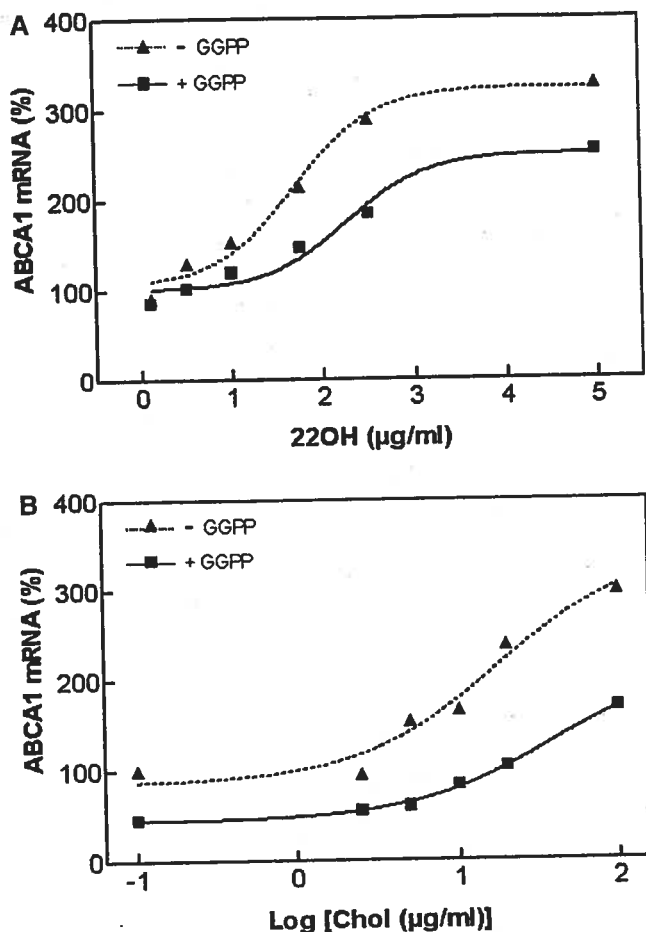 A
400
300
200
100
0
ABCA1 mRNA (%)
- GGPP
+ GGPP
0 1 2 3 4 5
22OH (µg/ml)
B
400
300
200
100
0
ABCA1 mRNA (%)
- GGPP
+ GGPP
-1 0 1 2
Log [Chol (µg/ml)]